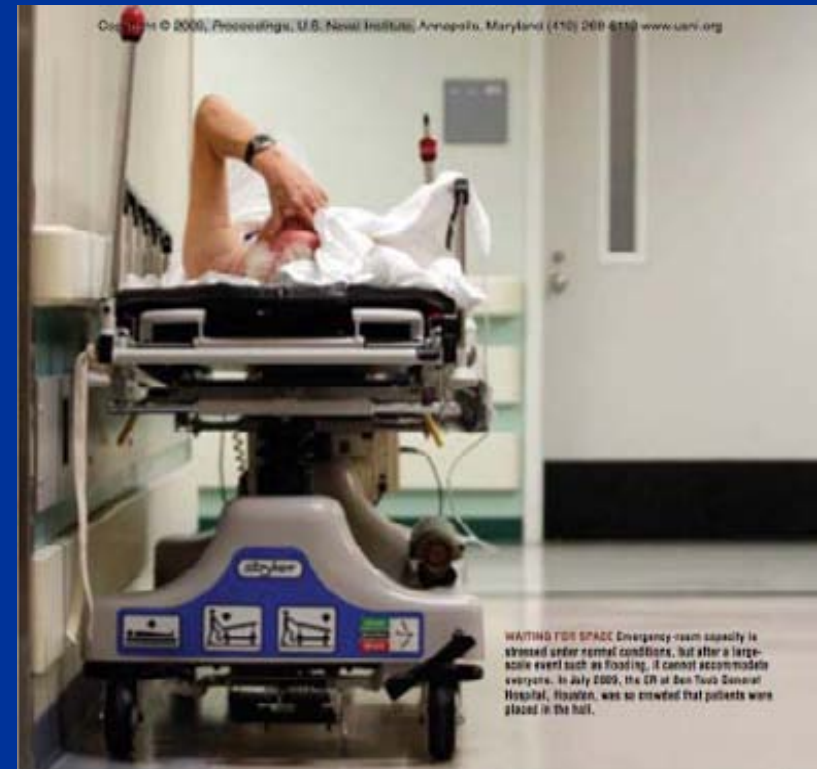 Copyright © 2009, Proceedings, U.S. Naval Institute, Annapolis, Maryland (410) 268-6110 www.usni.org
stryker
WAITING FOR SPACE Emergency-room capacity is
stressed under normal conditions, but after a large-
scale event such as flooding, it cannot accommodate
everyone. In July 2009, the ER at Ben Taub General
Hospital, Houston, was so crowded that patients were
placed in the hall.